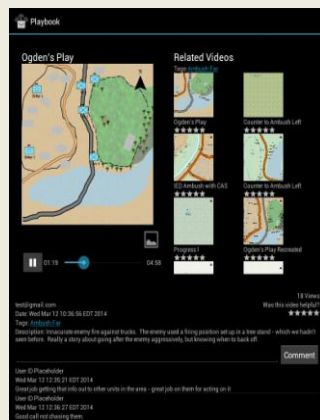 Playbook
Ogden's Play
Related Videos
Tags: Ambush Far
Ogden's Play
Counter to Ambush Left
IED Ambush with CAS
Counter to Ambush Left
Progress I
Ogden's Play Recreated
01:15
04:58
18 Views
test@gmail.com
Was this video helpful?
Date: Wed Mar 12 10:36:56 EDT 2014
Tags: Ambush Far
Description: Innacurate enemy fire against trucks. The enemy used a firing position set up in a tree stand - which we hadn't
seen before. Really a story about going after the enemy aggressively, but knowing when to back off.
Comment
User ID Placeholder
Wed Mar 12 12:35:21 EDT 2014
Great job getting that info out to other units in the area - great job on them for acting on it
User ID Placeholder
Wed Mar 12 12:36:27 EDT 2014
Good call not chasing them.